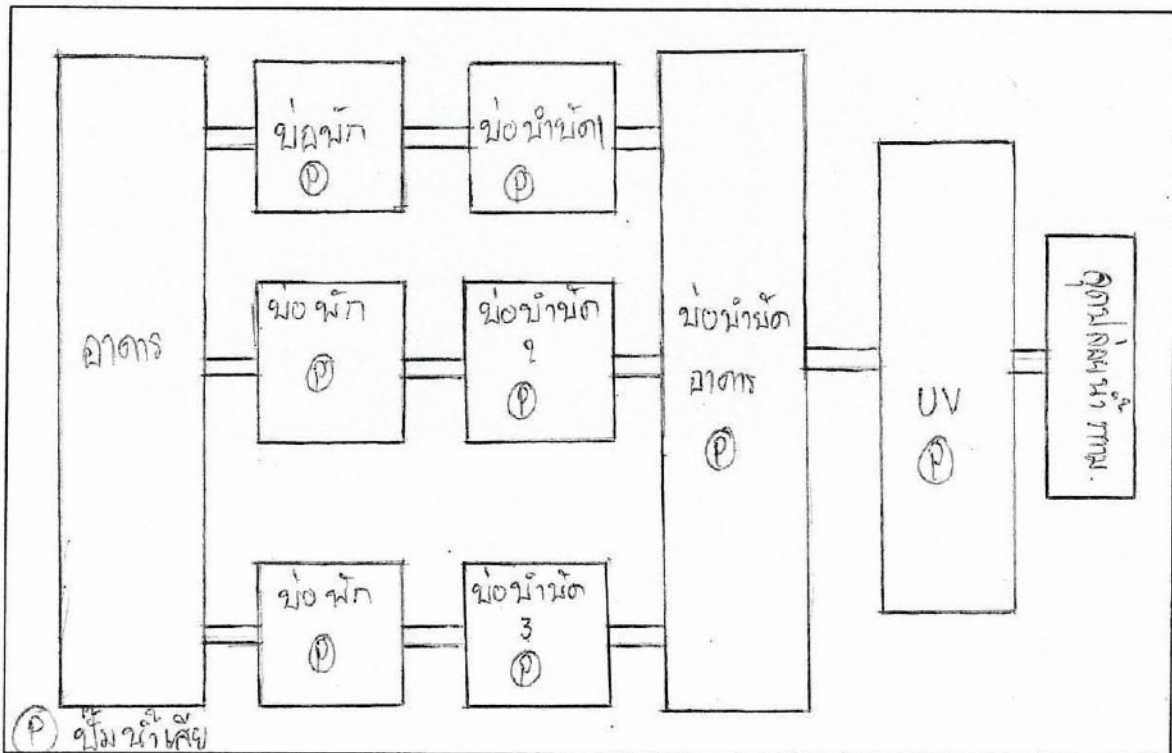 อาคาร
บ่อพัก
P
บ่อบำบัด1
P
บ่อพัก
P
บ่อบำบัด
2
P
บ่อพัก
P
บ่อบำบัด
3
P
บ่อบำบัด
อาคาร
P
UV
P
จุดปล่อยน้ำ กทม.
P ปั๊มน้ำเสีย